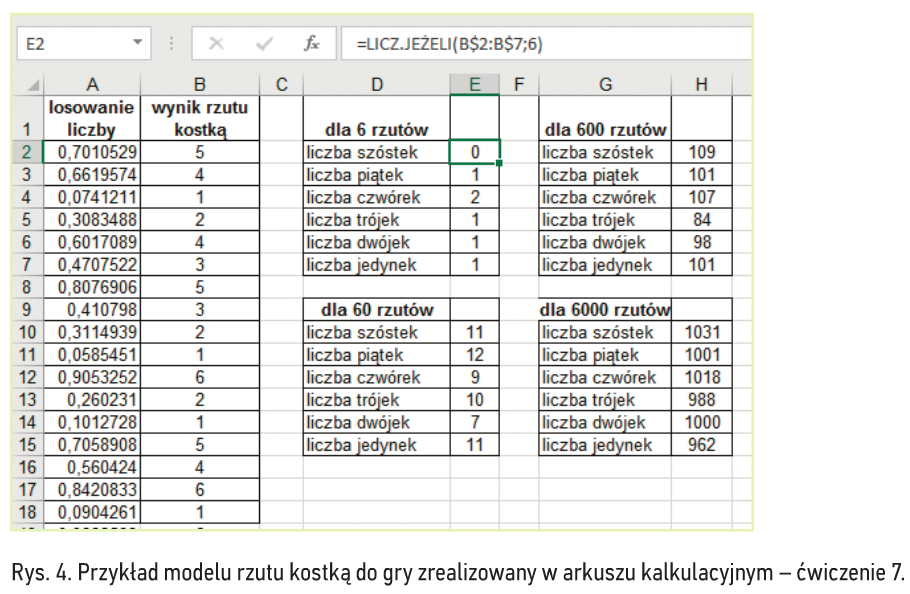 E2 fx =LICZ.JEŻELI(B$2:B$7;6)
A B C D E F G H
losowanie wynik rzutu
1 liczby kostką dla 6 rzutów dla 600 rzutów
2 0,7010529 5 liczba szóstek 0 liczba szóstek 109
3 0,6619574 4 liczba piątek 1 liczba piątek 101
4 0,0741211 1 liczba czwórek 2 liczba czwórek 107
5 0,3083488 2 liczba trójek 1 liczba trójek 84
6 0,6017089 4 liczba dwójek 1 liczba dwójek 98
7 0,4707522 3 liczba jedynek 1 liczba jedynek 101
8 0,8076906 5
9 0,410798 3 dla 60 rzutów dla 6000 rzutów
10 0,3114939 2 liczba szóstek 11 liczba szóstek 1031
11 0,0585451 1 liczba piątek 12 liczba piątek 1001
12 0,9053252 6 liczba czwórek 9 liczba czwórek 1018
13 0,260231 2 liczba trójek 10 liczba trójek 988
14 0,1012728 1 liczba dwójek 7 liczba dwójek 1000
15 0,7058908 5 liczba jedynek 11 liczba jedynek 962
16 0,560424 4
17 0,8420833 6
18 0,0904261 1
Rys. 4. Przykład modelu rzutu kostką do gry zrealizowany w arkuszu kalkulacyjnym – ćwiczenie 7.